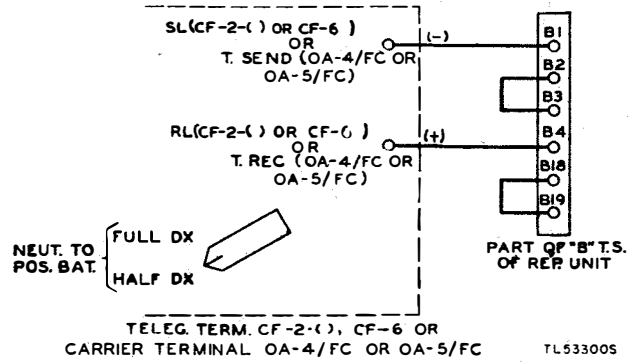 SL(CF-2-( ) OR CF-6 )
OR
T. SEND (OA-4/FC OR
OA-5/FC)
(-)
B1
B2
B3
RL(CF-2-( ) OR CF-6 )
OR
T. REC (OA-4/FC OR
OA-5/FC)
(+)
B4
B18
B19
NEUT. TO
POS. BAT.
FULL DX
HALF DX
PART OF "B" T.S.
OF REP. UNIT
TELEG. TERM. CF-2-( ), CF-6 OR
CARRIER TERMINAL OA-4/FC OR OA-5/FC
TL53300S